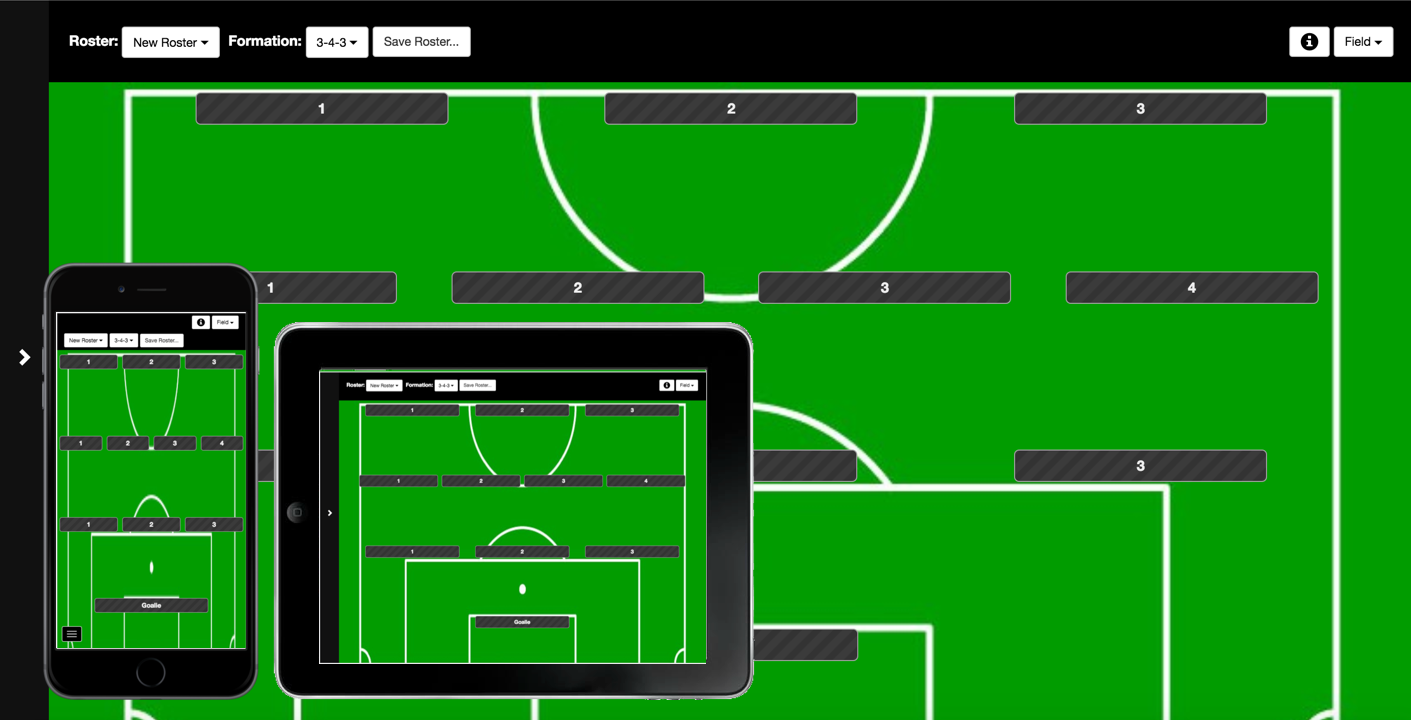 Roster: New Roster Formation: 3-4-3 Save Roster... Field
1 2 3
1 2 3 4
3
Field
New Roster 3-4-3 Save Roster...
1 2 3
1 2 3 4
1 2 3
Goalie
Roster: New Roster Formation: 3-4-3 Save Roster... Field
1 2 3
1 2 3 4
1 2 3
Goalie